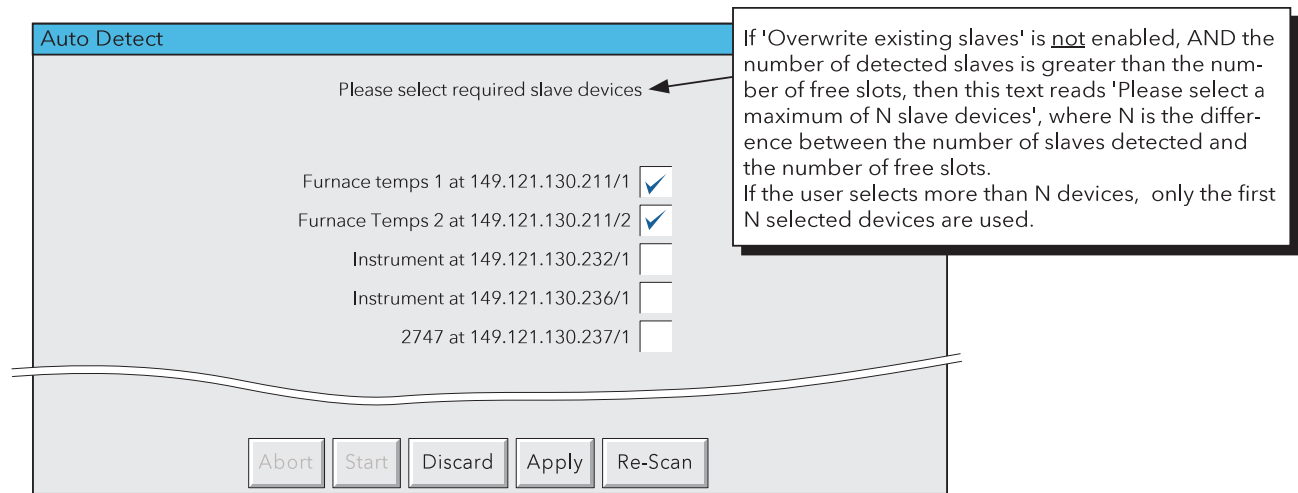 Auto Detect
Please select required slave devices
If 'Overwrite existing slaves' is not enabled, AND the
number of detected slaves is greater than the num-
ber of free slots, then this text reads 'Please select a
maximum of N slave devices', where N is the differ-
ence between the number of slaves detected and
the number of free slots.
If the user selects more than N devices, only the first
N selected devices are used.
Furnace temps 1 at 149.121.130.211/1
Furnace Temps 2 at 149.121.130.211/2
Instrument at 149.121.130.232/1
Instrument at 149.121.130.236/1
2747 at 149.121.130.237/1
Abort Start Discard Apply Re-Scan